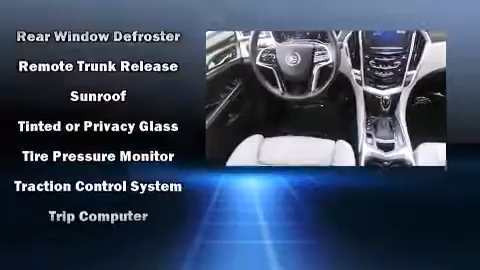 Rear Window Defroster
Remote Trunk Release
Sunroof
Tinted or Privacy Glass
Tire Pressure Monitor
Traction Control System
Trip Computer